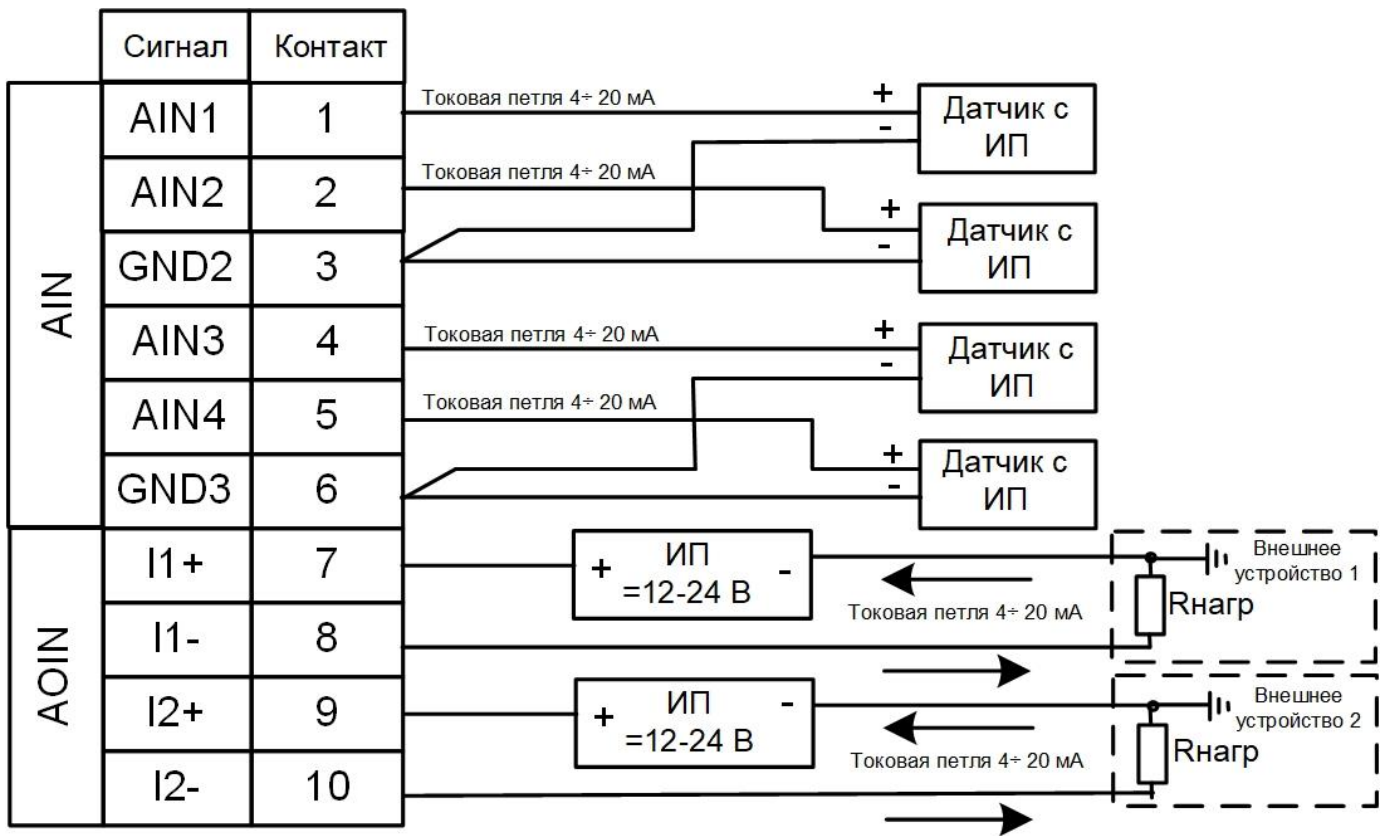 Сигнал Контакт
AIN
AIN1 1 Токовая петля 4÷ 20 мА + -
Датчик с
ИП
AIN2 2 Токовая петля 4÷ 20 мА + -
Датчик с
ИП
GND2 3
AIN3 4 Токовая петля 4÷ 20 мА + -
Датчик с
ИП
AIN4 5 Токовая петля 4÷ 20 мА + -
Датчик с
ИП
GND3 6
AOIN
I1+ 7
+ ИП -
=12-24 В
Токовая петля 4÷ 20 мА
Внешнее
устройство 1
Rнагр
I1- 8
I2+ 9
+ ИП -
=12-24 В
Токовая петля 4÷ 20 мА
Внешнее
устройство 2
Rнагр
I2- 10